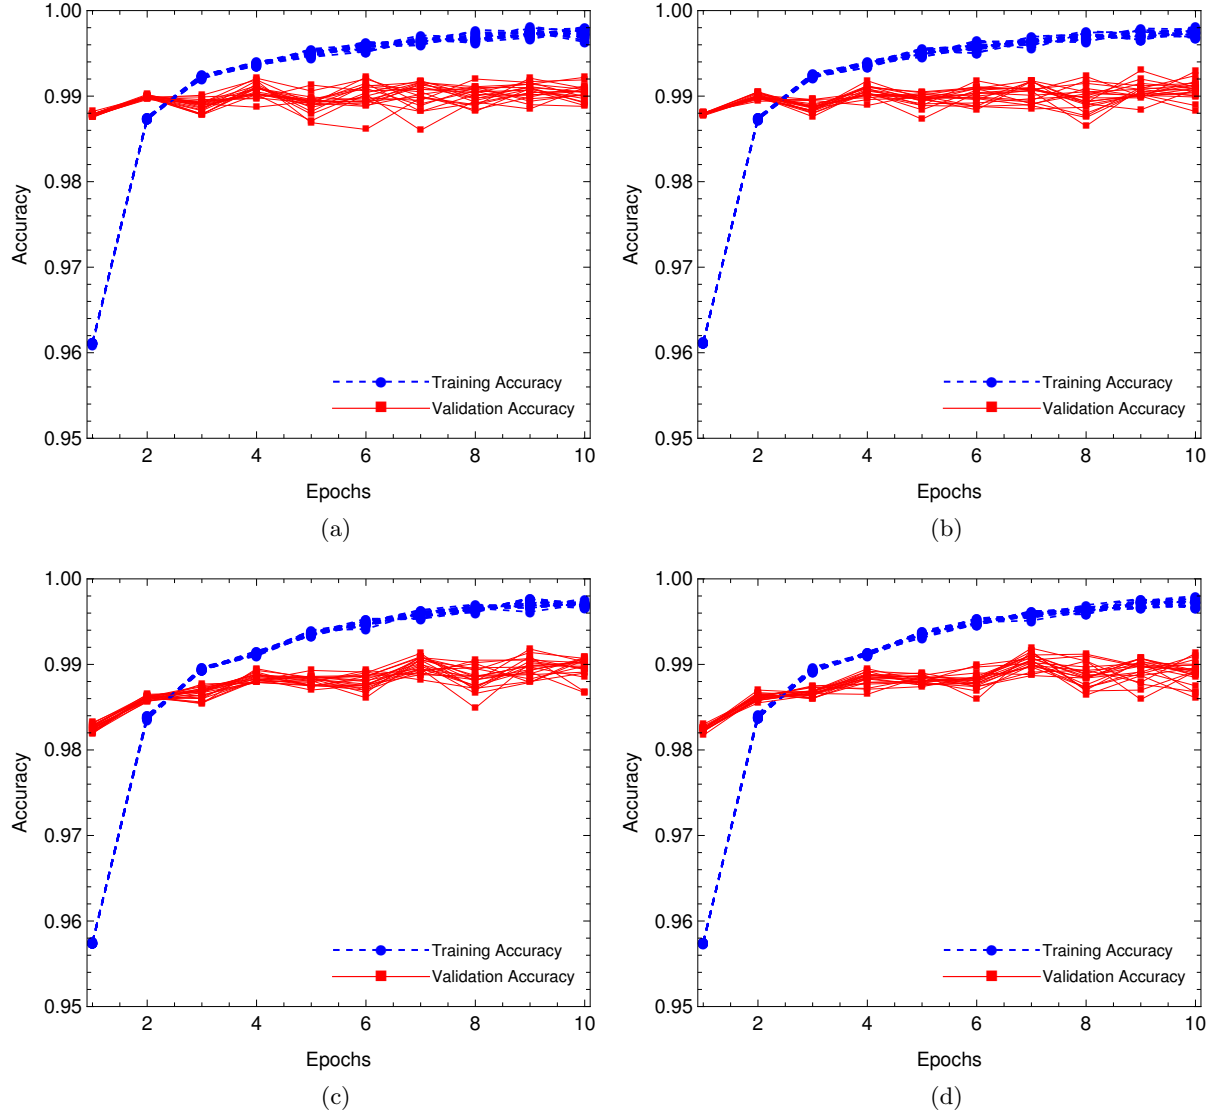 1.00
0.99
0.98
0.97
0.96
0.95
Accuracy
Training Accuracy
Validation Accuracy
2 4 6 8 10
Epochs
(a)
1.00
0.99
0.98
0.97
0.96
0.95
Accuracy
Training Accuracy
Validation Accuracy
2 4 6 8 10
Epochs
(b)
1.00
0.99
0.98
0.97
0.96
0.95
Accuracy
Training Accuracy
Validation Accuracy
2 4 6 8 10
Epochs
(c)
1.00
0.99
0.98
0.97
0.96
0.95
Accuracy
Training Accuracy
Validation Accuracy
2 4 6 8 10
Epochs
(d)